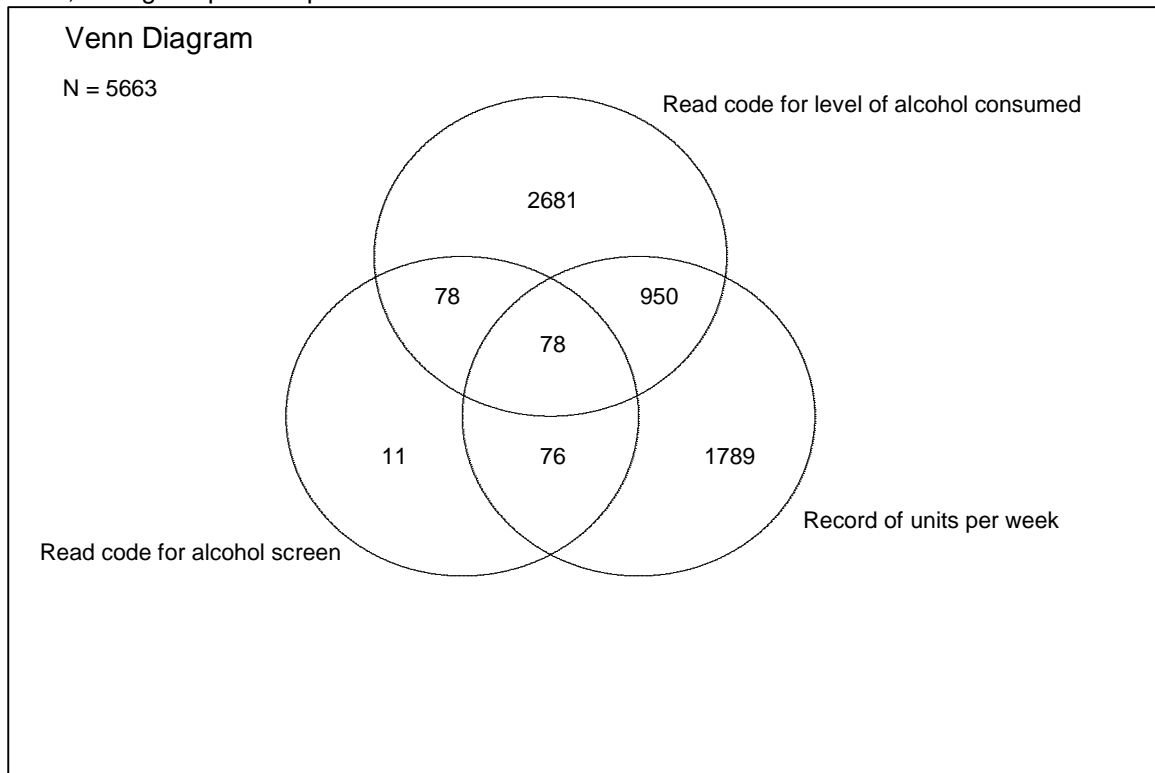 Venn Diagram
N = 5663
Read code for level of alcohol consumed
2681
78
950
78
11
76
1789
Record of units per week
Read code for alcohol screen